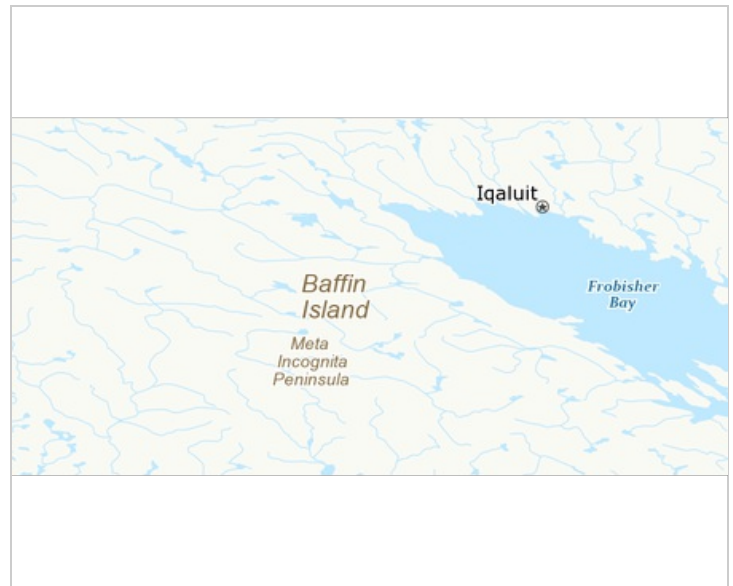 Iqaluit
Frobisher
Bay
Baffin
Island
Meta
Incognita
Peninsula